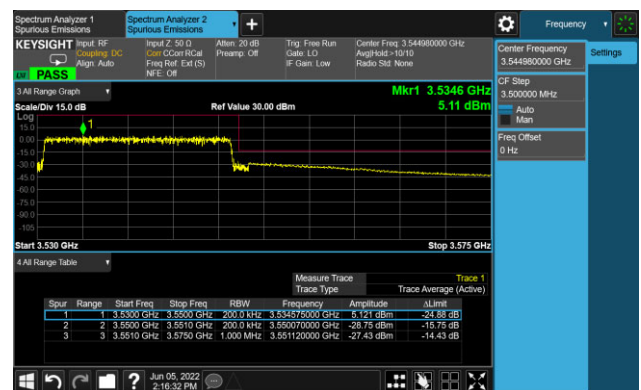 Spectrum Analyzer 1
Spurious Emissions
Spectrum Analyzer 2
Spurious Emissions
Frequency
KEYSIGHT
Input: RF
Coupling: DC
Align: Auto
Input Z: 50 Ω
Corr CCorr RCal
Freq Ref: Ext (S)
NFE: Off
Atten: 20 dB
Preamp: Off
Trig: Free Run
Gate: LO
IF Gain: Low
Center Freq: 3.544980000 GHz
Avg|Hold:>10/10
Radio Std: None
PASS
Center Frequency
3.544980000 GHz
Settings
CF Step
3.500000 MHz
Auto
Man
Freq Offset
0 Hz
3 All Range Graph
Mkr1 3.5346 GHz
Scale/Div 15.0 dB
Ref Value 30.00 dBm
5.11 dBm
Log
1
15.0
0.00
-15.0
-30.0
-45.0
-60.0
-75.0
-90.0
-105
Start 3.530 GHz
Stop 3.575 GHz
4 All Range Table
Measure Trace Trace 1
Trace Type Trace Average (Active)
Spur Range Start Freq Stop Freq RBW Frequency Amplitude ΔLimit
1 1 3.5300 GHz 3.5500 GHz 200.0 kHz 3.534575000 GHz 5.121 dBm -24.88 dB
2 2 3.5500 GHz 3.5510 GHz 200.0 kHz 3.550070000 GHz -28.75 dBm -15.75 dB
3 3 3.5510 GHz 3.5750 GHz 1.000 MHz 3.551120000 GHz -27.43 dBm -14.43 dB
Jun 05, 2022
2:16:32 PM